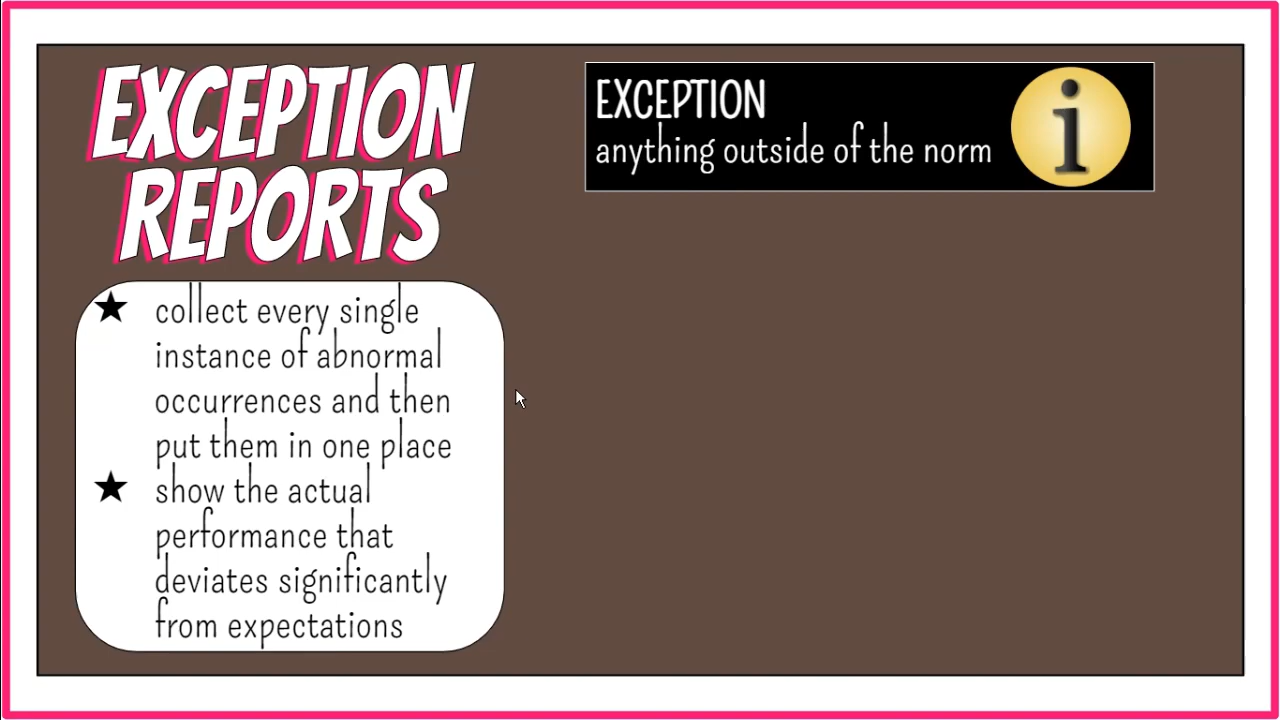 EXCEPTION
REPORTS
★ collect every single
instance of abnormal
occurrences and then
put them in one place
★ show the actual
performance that
deviates significantly
from expectations
EXCEPTION
anything outside of the norm
i